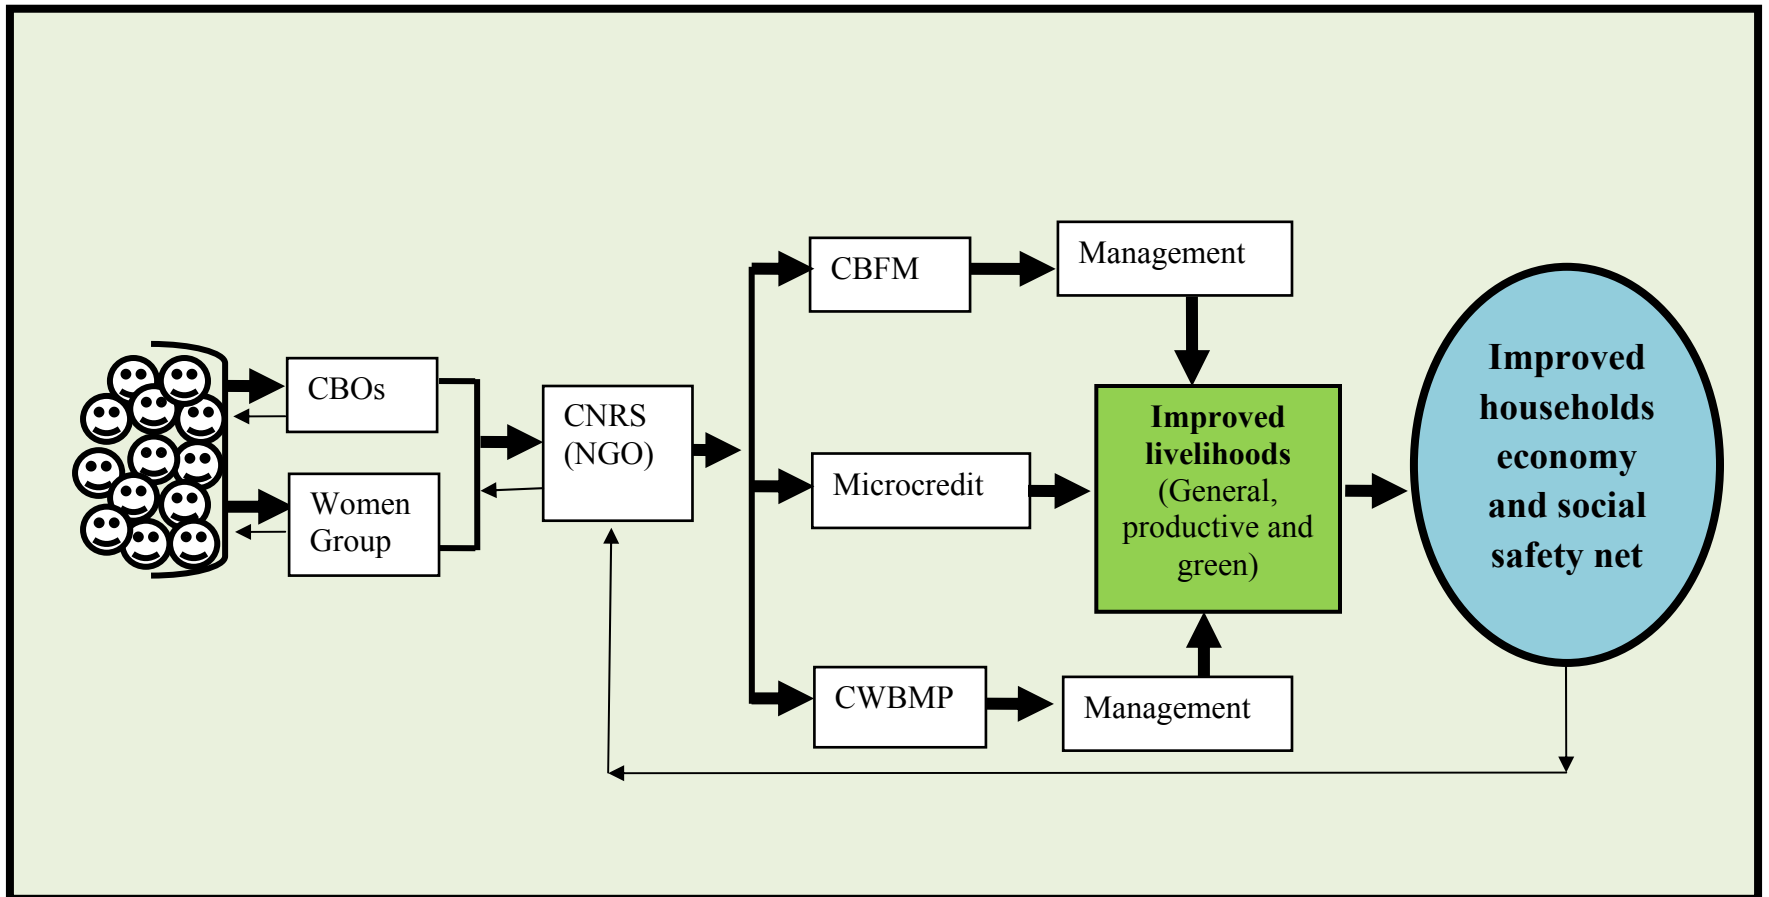 CBOs
Women
Group
CNRS
(NGO)
CBFM
Management
Microcredit
CWBMP
Management
Improved
livelihoods
(General,
productive and
green)
Improved
households
economy
and social
safety net